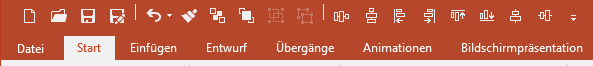 Datei Start Einfügen Entwurf Übergänge Animationen Bildschirmpräsentation